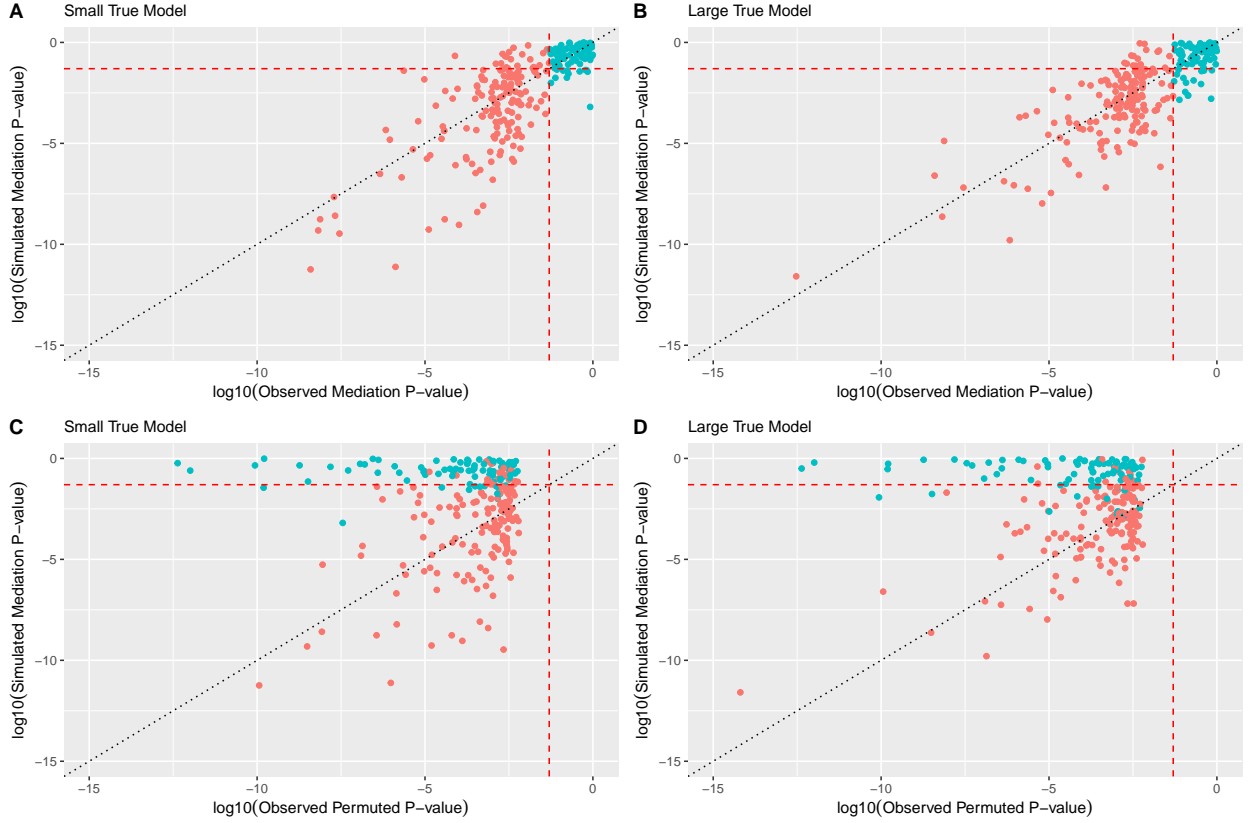 A
Small True Model
0
−5
−10
−15
log10(Simulated Mediation P−value)
−15
−10
−5
0
log10(Observed Mediation P−value)
B
Large True Model
0
−5
−10
−15
log10(Simulated Mediation P−value)
−15
−10
−5
0
log10(Observed Mediation P−value)
C
Small True Model
0
−5
−10
−15
log10(Simulated Mediation P−value)
−15
−10
−5
0
log10(Observed Permuted P−value)
D
Large True Model
0
−5
−10
−15
log10(Simulated Mediation P−value)
−15
−10
−5
0
log10(Observed Permuted P−value)